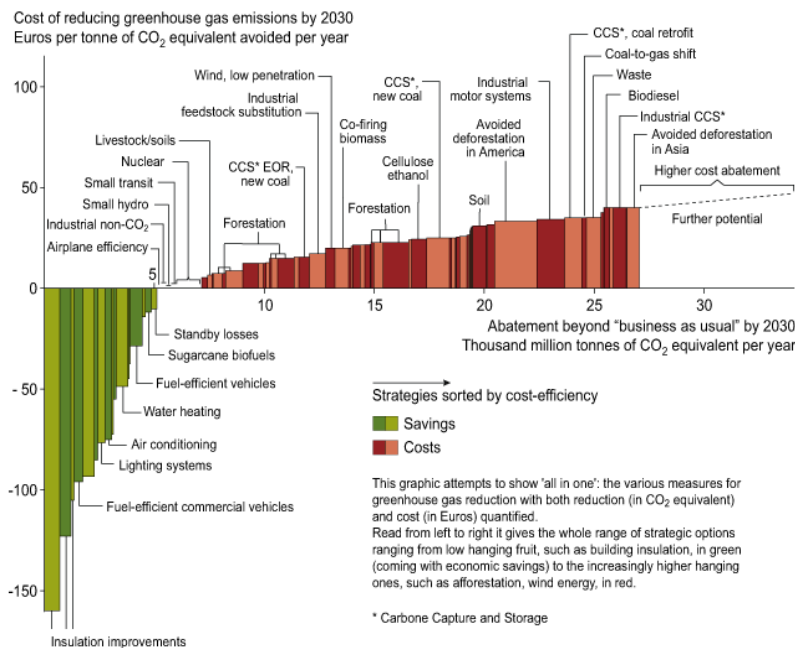 Cost of reducing greenhouse gas emissions by 2030
Euros per tonne of CO2 equivalent avoided per year
100
50
0
-50
-100
-150
CCS*, coal retrofit
Coal-to-gas shift
Waste
Biodiesel
Industrial CCS*
Avoided deforestation
in Asia
Higher cost abatement
Further potential
Wind, low penetration
Industrial
feedstock substitution
CCS*,
new coal
Industrial
motor systems
Co-firing
biomass
Avoided
deforestation
in America
Livestock/soils
Nuclear
CCS* EOR,
new coal
Cellulose
ethanol
Small transit
Small hydro
Industrial non-CO2
Airplane efficiency
Forestation
Forestation
Soil
5
10
15
20
25
30
Abatement beyond “business as usual” by 2030
Thousand million tonnes of CO2 equivalent per year
Standby losses
Sugarcane biofuels
Fuel-efficient vehicles
Water heating
Air conditioning
Lighting systems
Fuel-efficient commercial vehicles
Insulation improvements
Strategies sorted by cost-efficiency
Savings
Costs
This graphic attempts to show 'all in one': the various measures for
greenhouse gas reduction with both reduction (in CO2 equivalent)
and cost (in Euros) quantified.
Read from left to right it gives the whole range of strategic options
ranging from low hanging fruit, such as building insulation, in green
(coming with economic savings) to the increasingly higher hanging
ones, such as afforestation, wind energy, in red.
* Carbone Capture and Storage